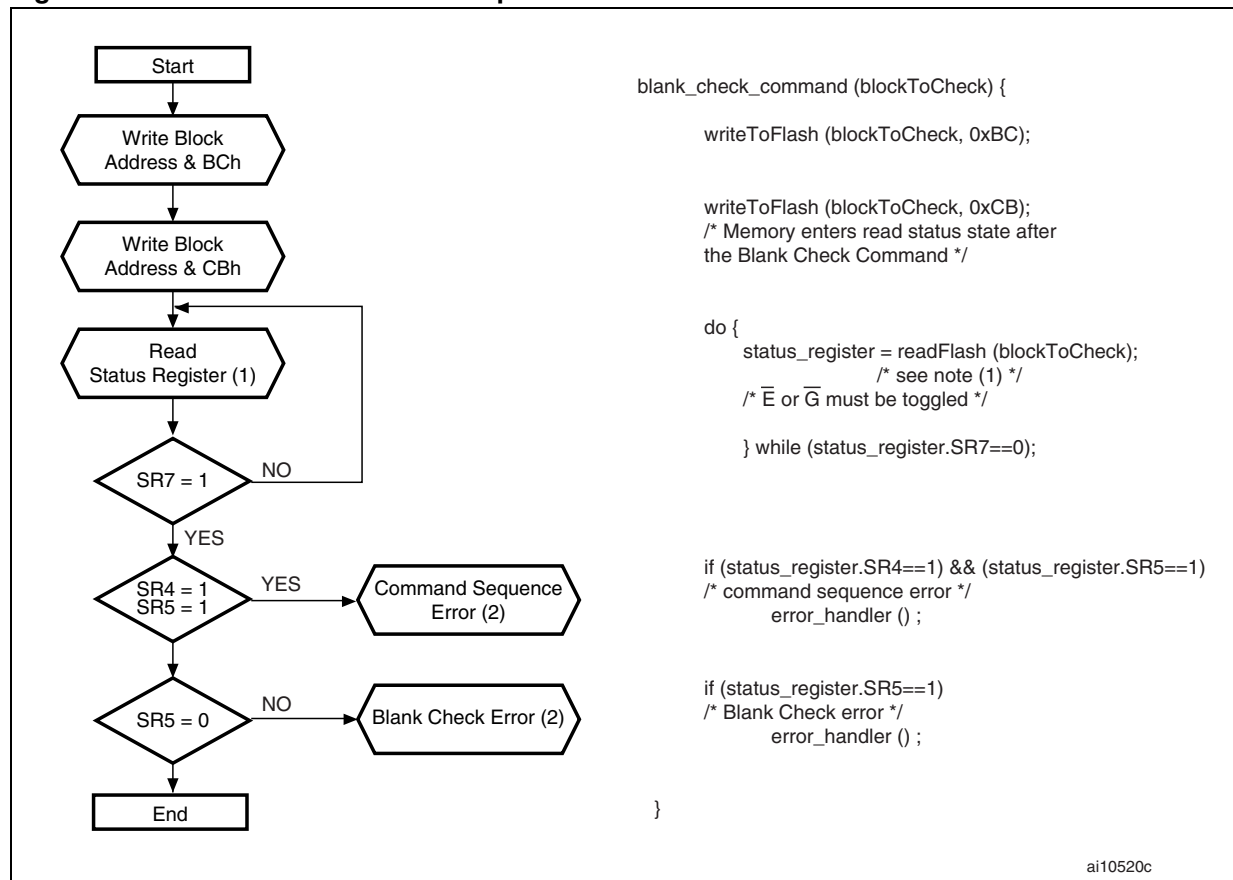 Start
Write Block
Address & BCh
Write Block
Address & CBh
Read
Status Register (1)
SR7 = 1
NO
YES
SR4 = 1
SR5 = 1
YES
Command Sequence
Error (2)
SR5 = 0
NO
Blank Check Error (2)
End
blank_check_command (blockToCheck) {
writeToFlash (blockToCheck, 0xBC);
writeToFlash (blockToCheck, 0xCB);
/* Memory enters read status state after
the Blank Check Command */
do {
status_register = readFlash (blockToCheck);
/* see note (1) */
/* E̅ or G̅ must be toggled */
} while (status_register.SR7==0);
if (status_register.SR4==1) && (status_register.SR5==1)
/* command sequence error */
error_handler () ;
if (status_register.SR5==1)
/* Blank Check error */
error_handler () ;
}
ai10520c